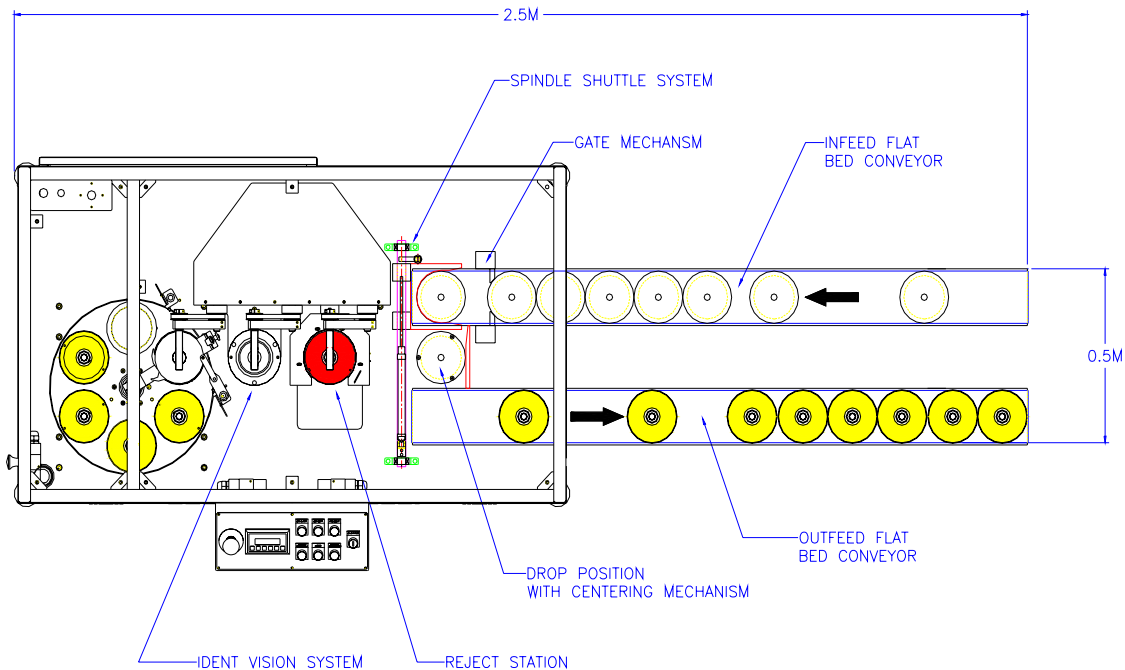 2.5M
SPINDLE SHUTTLE SYSTEM
GATE MECHANSM
INFEED FLAT
BED CONVEYOR
0.5M
OUTFEED FLAT
BED CONVEYOR
DROP POSITION
WITH CENTERING MECHANISM
IDENT VISION SYSTEM
REJECT STATION